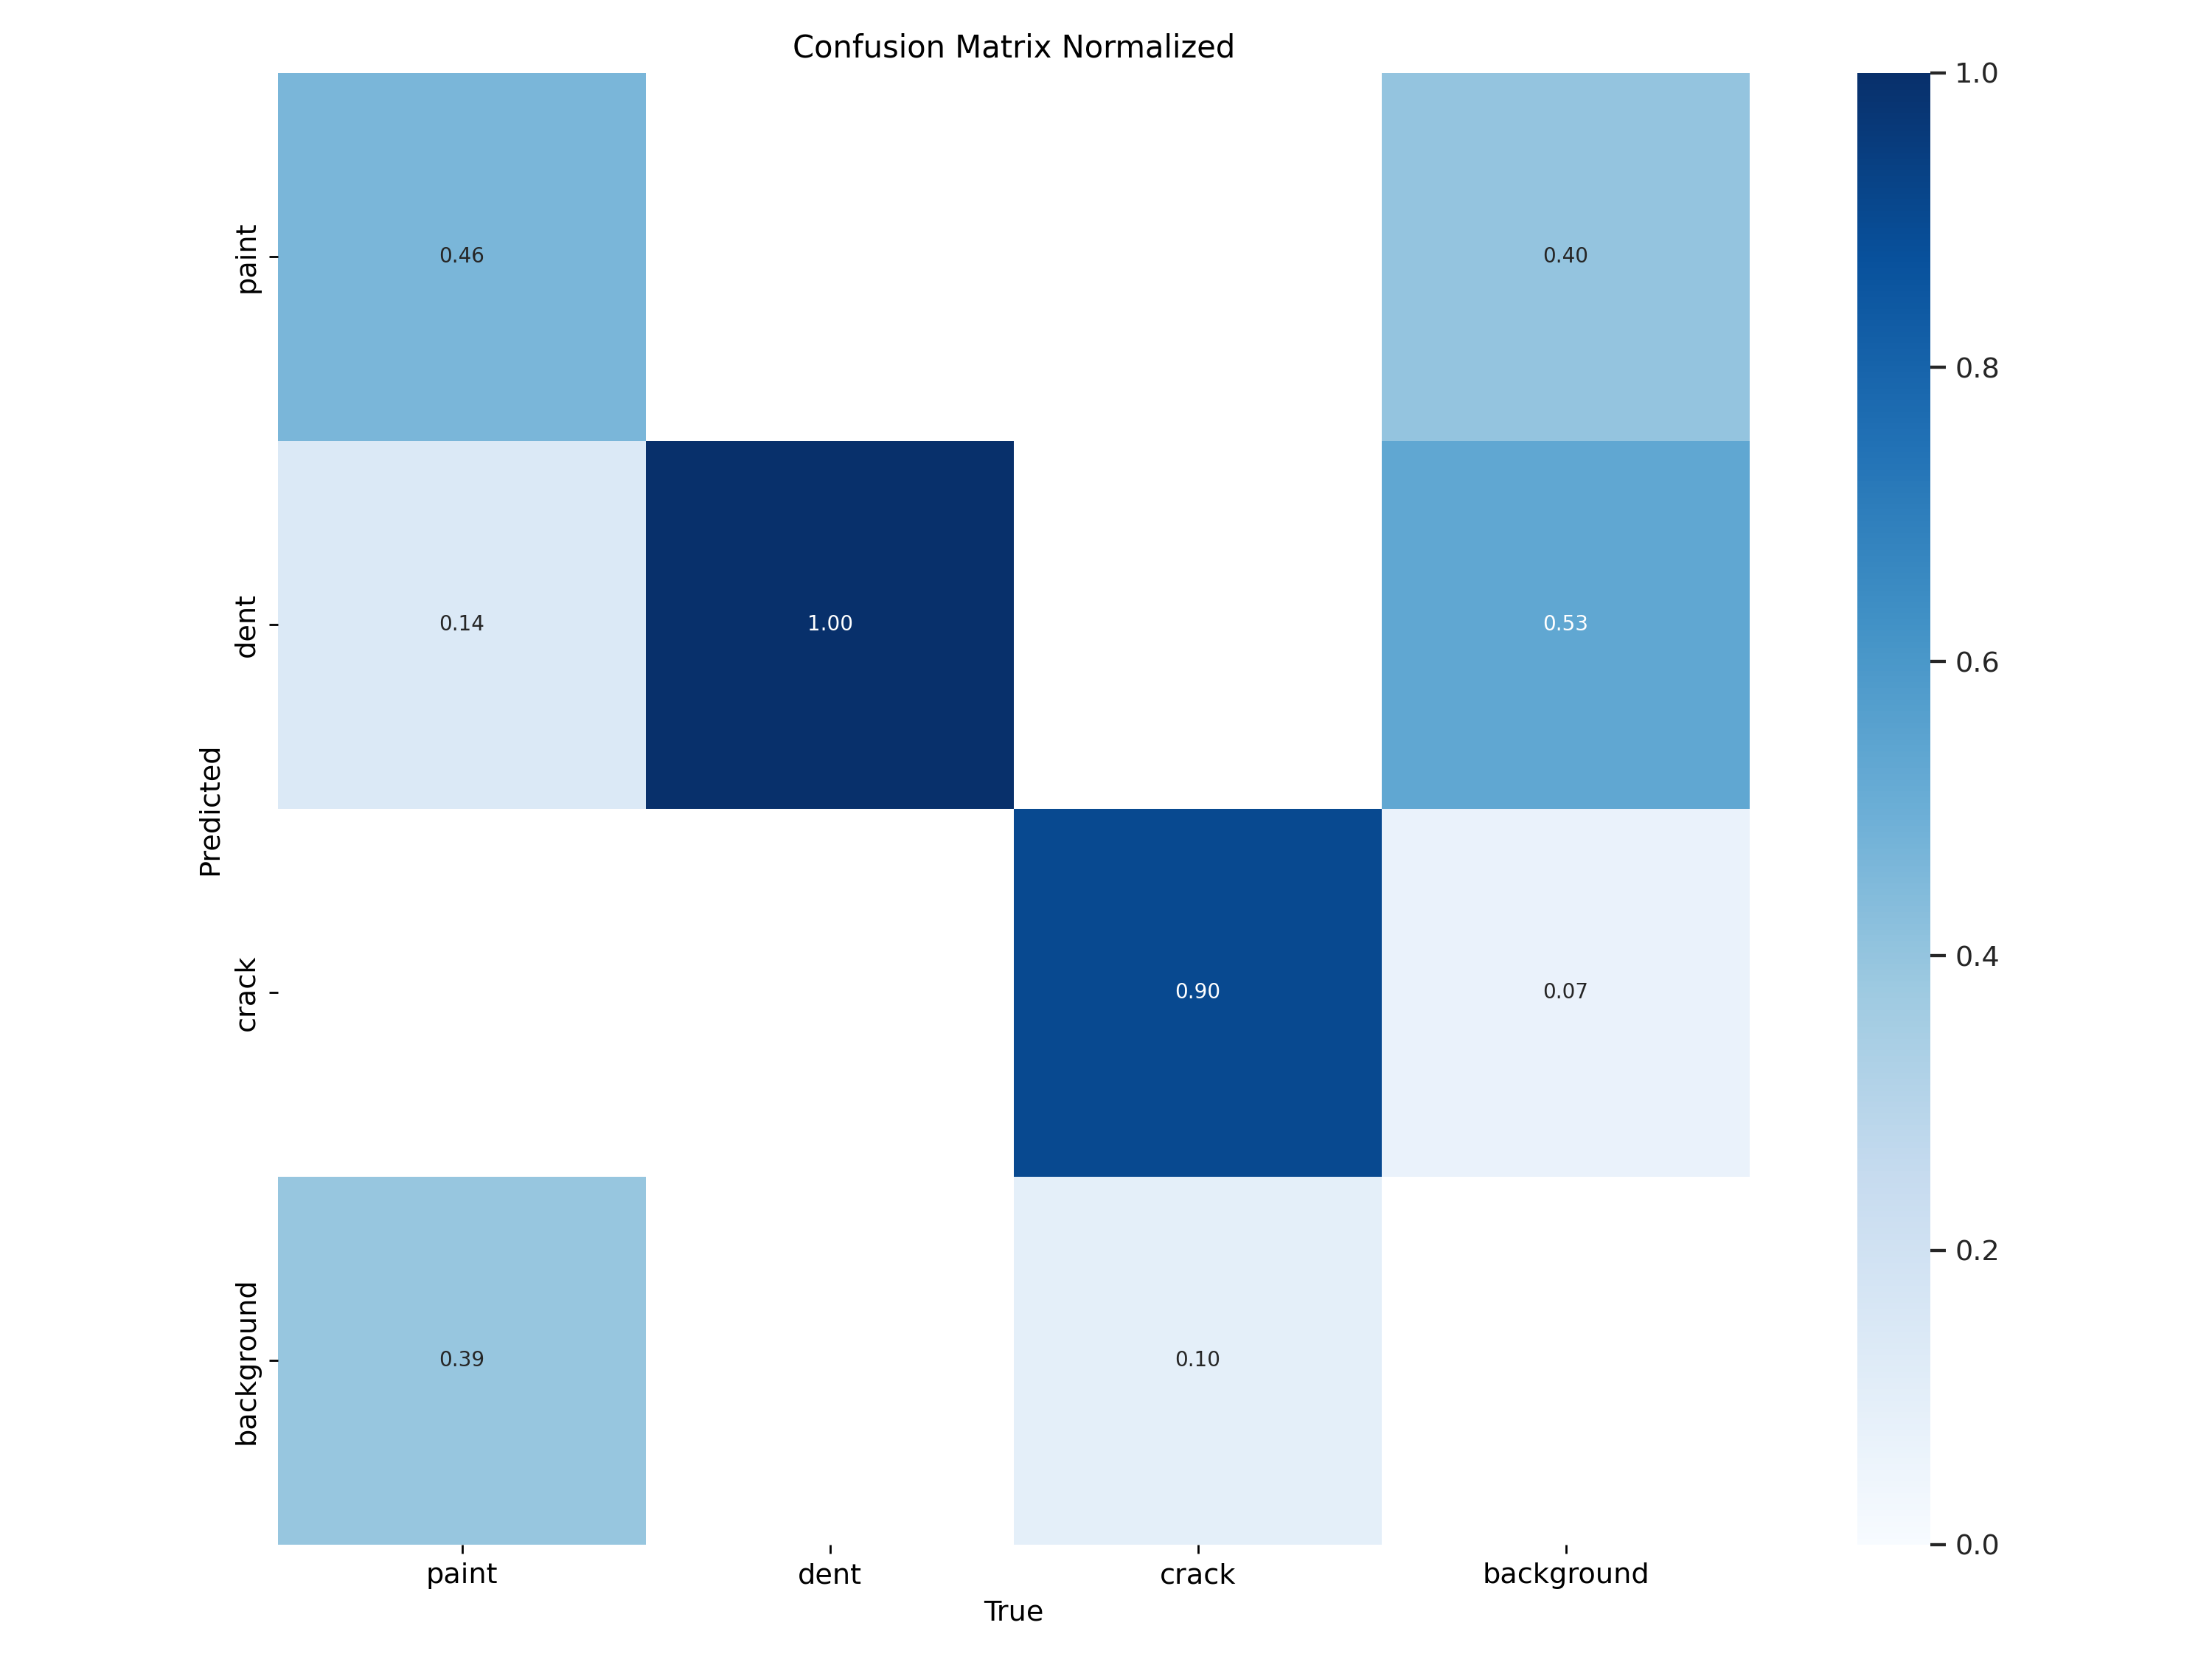 Confusion Matrix Normalized
1.0
0.8
0.6
0.4
0.2
0.0
Predicted
paint
0.46
0.40
dent
0.14
1.00
0.53
crack
0.90
0.07
background
0.39
0.10
paint
dent
crack
background
True